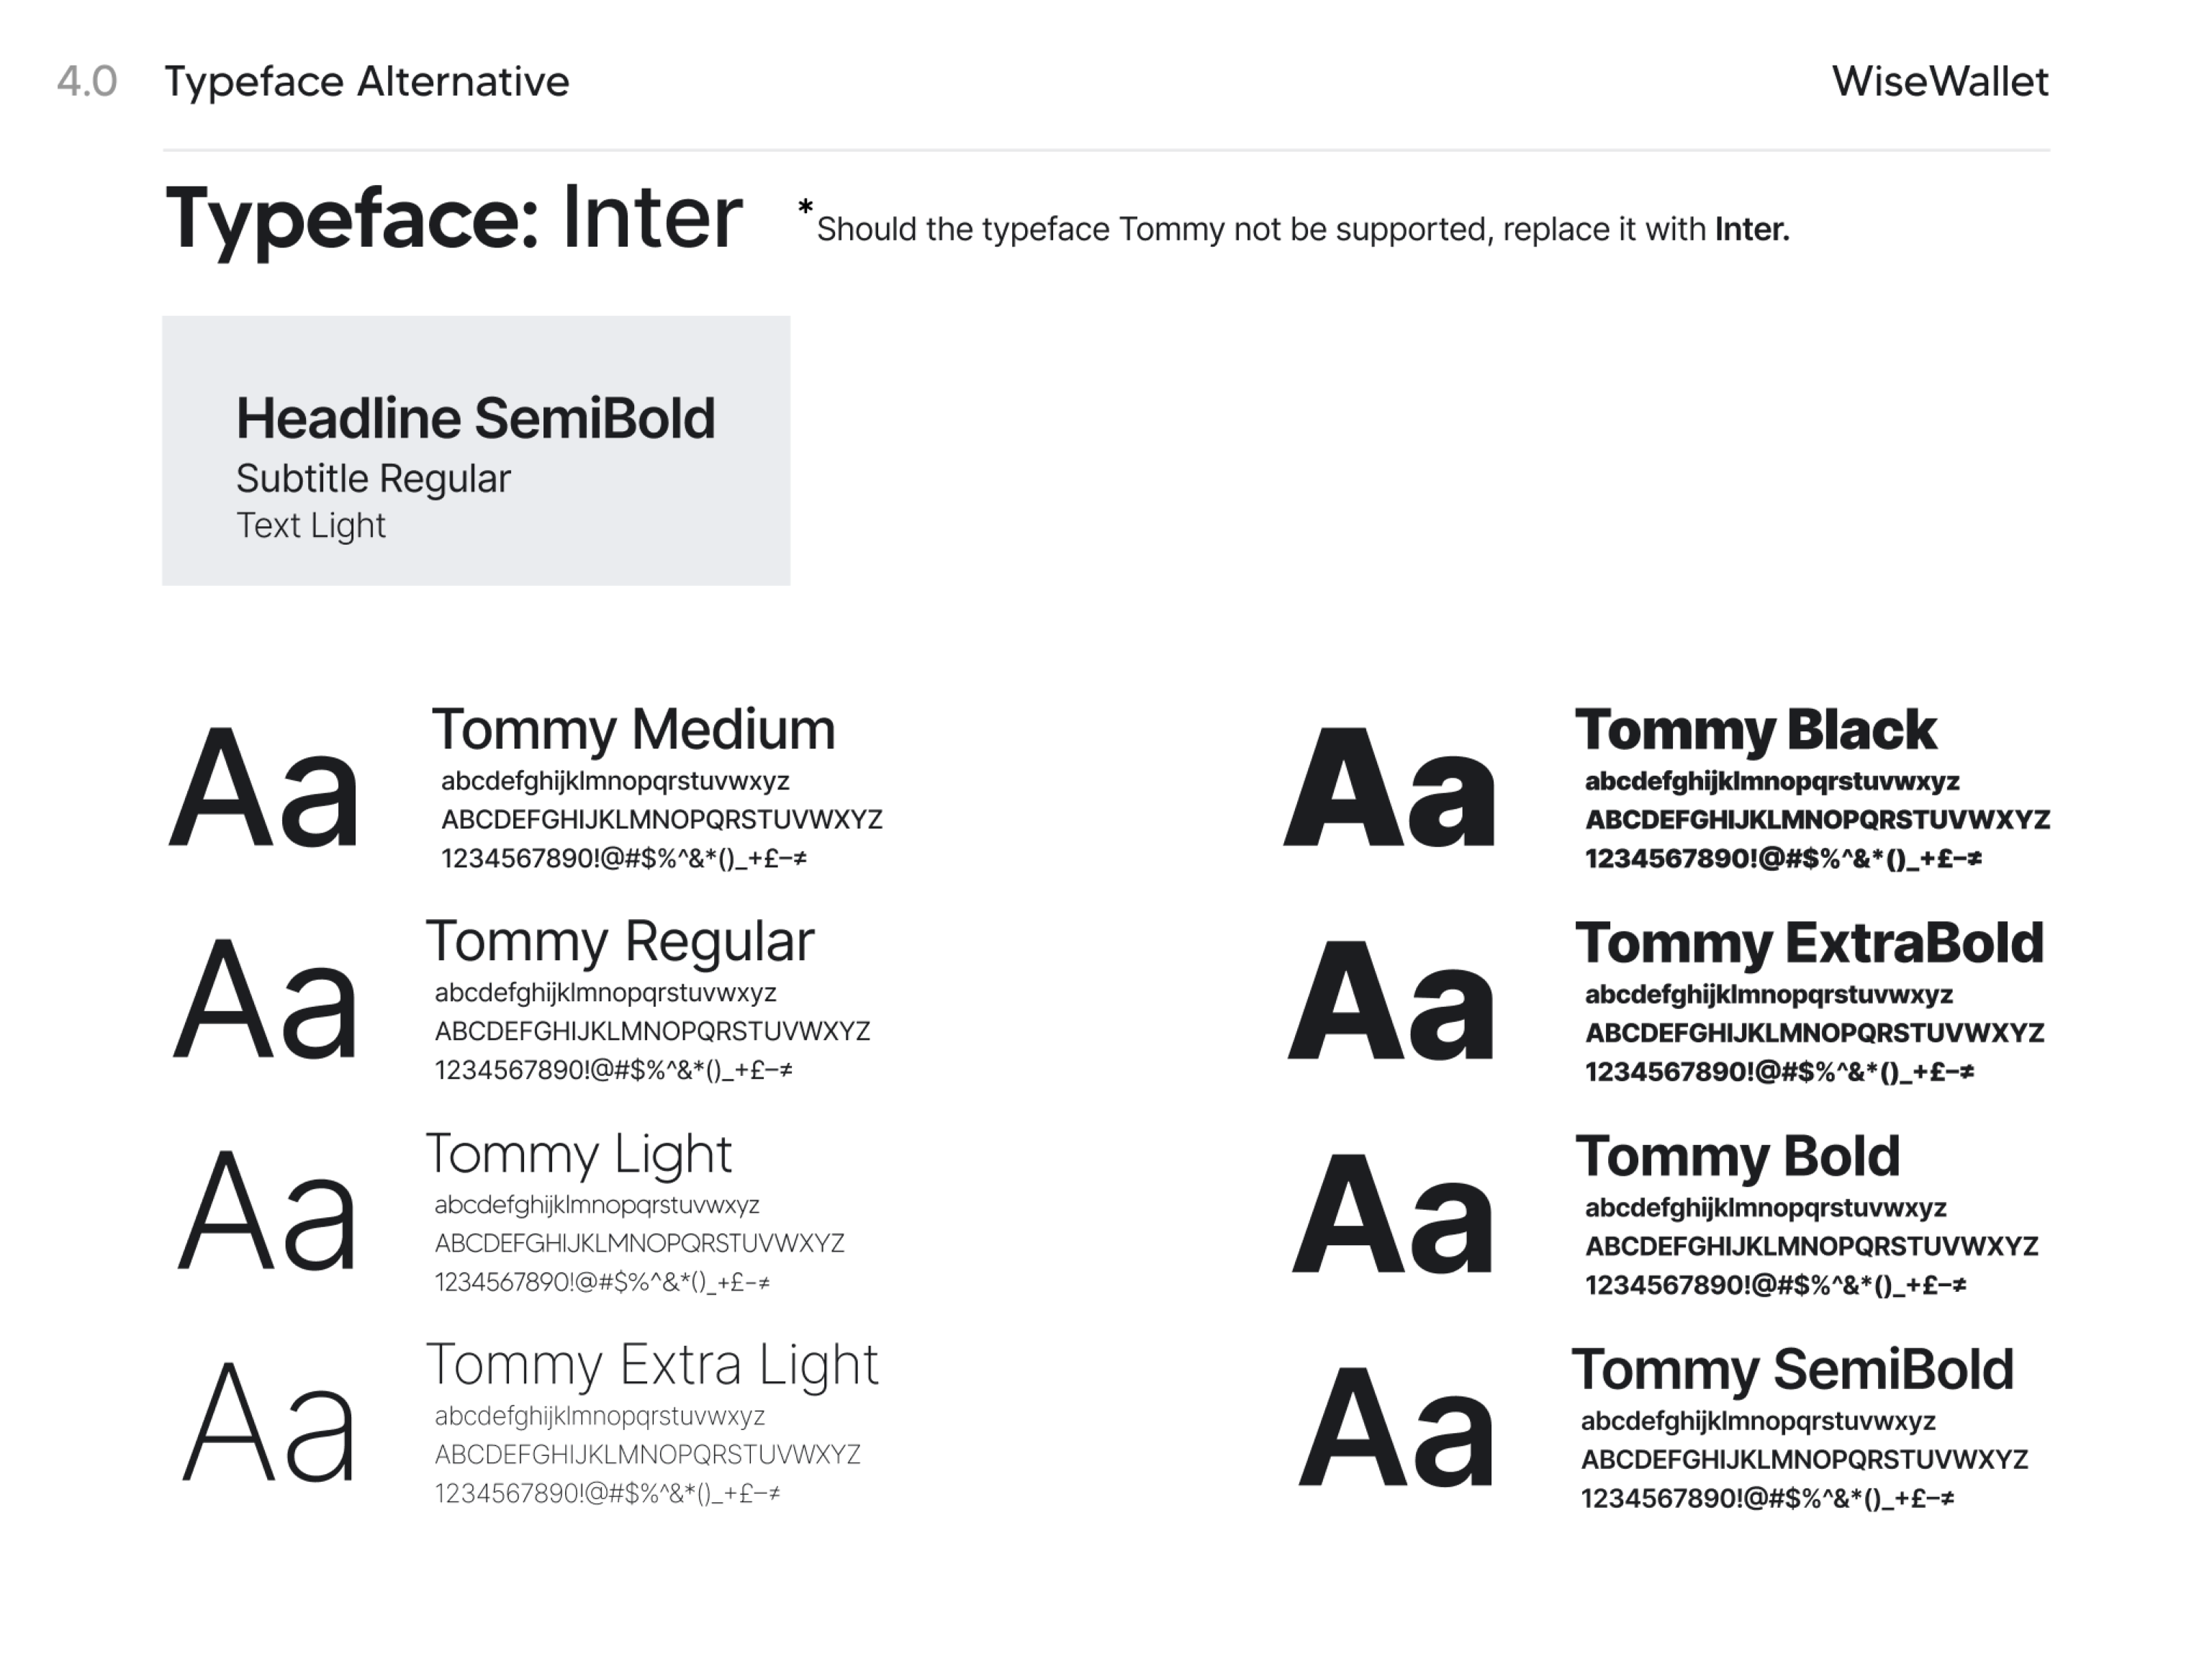 4.0 Typeface Alternative WiseWallet
Typeface: Inter
*Should the typeface Tommy not be supported, replace it with Inter.
Headline SemiBold
Subtitle Regular
Text Light
Aa
Tommy Medium
abcdefghijklmnopqrstuvwxyz
ABCDEFGHIJKLMNOPQRSTUVWXYZ
1234567890!@#$%^&*()_+£–≠
Aa
Tommy Regular
abcdefghijklmnopqrstuvwxyz
ABCDEFGHIJKLMNOPQRSTUVWXYZ
1234567890!@#$%^&*()_+£–≠
Aa
Tommy Light
abcdefghijklmnopqrstuvwxyz
ABCDEFGHIJKLMNOPQRSTUVWXYZ
1234567890!@#$%^&*()_+£–≠
Aa
Tommy Extra Light
abcdefghijklmnopqrstuvwxyz
ABCDEFGHIJKLMNOPQRSTUVWXYZ
1234567890!@#$%^&*()_+£–≠
Aa
Tommy Black
abcdefghijklmnopqrstuvwxyz
ABCDEFGHIJKLMNOPQRSTUVWXYZ
1234567890!@#$%^&*()_+£–≠
Aa
Tommy ExtraBold
abcdefghijklmnopqrstuvwxyz
ABCDEFGHIJKLMNOPQRSTUVWXYZ
1234567890!@#$%^&*()_+£–≠
Aa
Tommy Bold
abcdefghijklmnopqrstuvwxyz
ABCDEFGHIJKLMNOPQRSTUVWXYZ
1234567890!@#$%^&*()_+£–≠
Aa
Tommy SemiBold
abcdefghijklmnopqrstuvwxyz
ABCDEFGHIJKLMNOPQRSTUVWXYZ
1234567890!@#$%^&*()_+£–≠